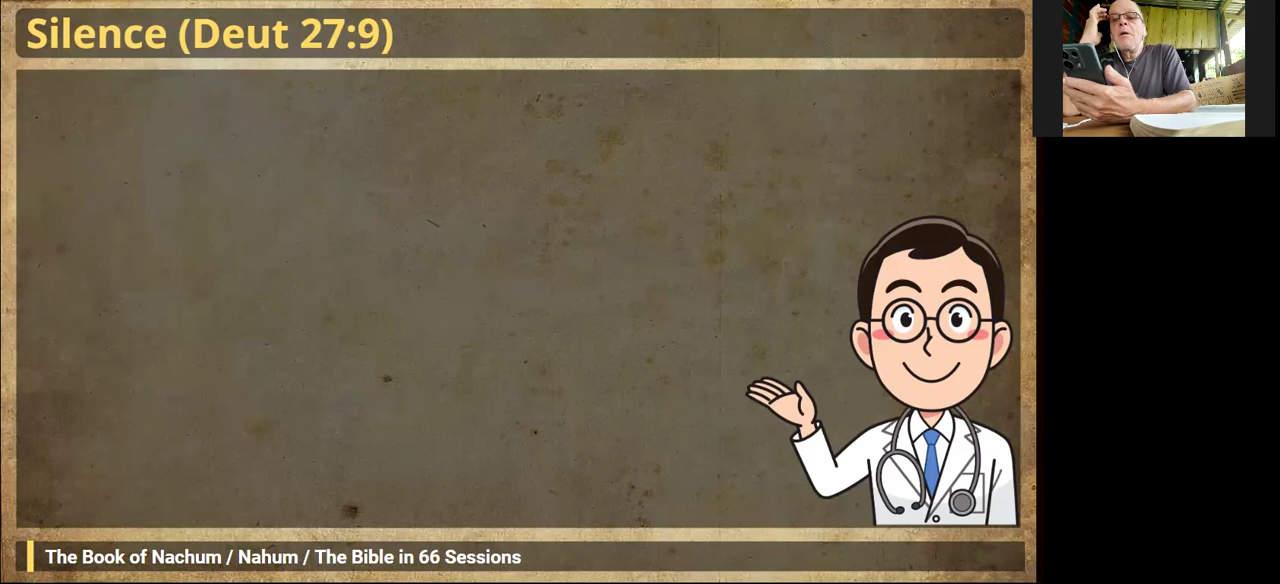 Silence (Deut 27:9)
The Book of Nachum / Nahum / The Bible in 66 Sessions